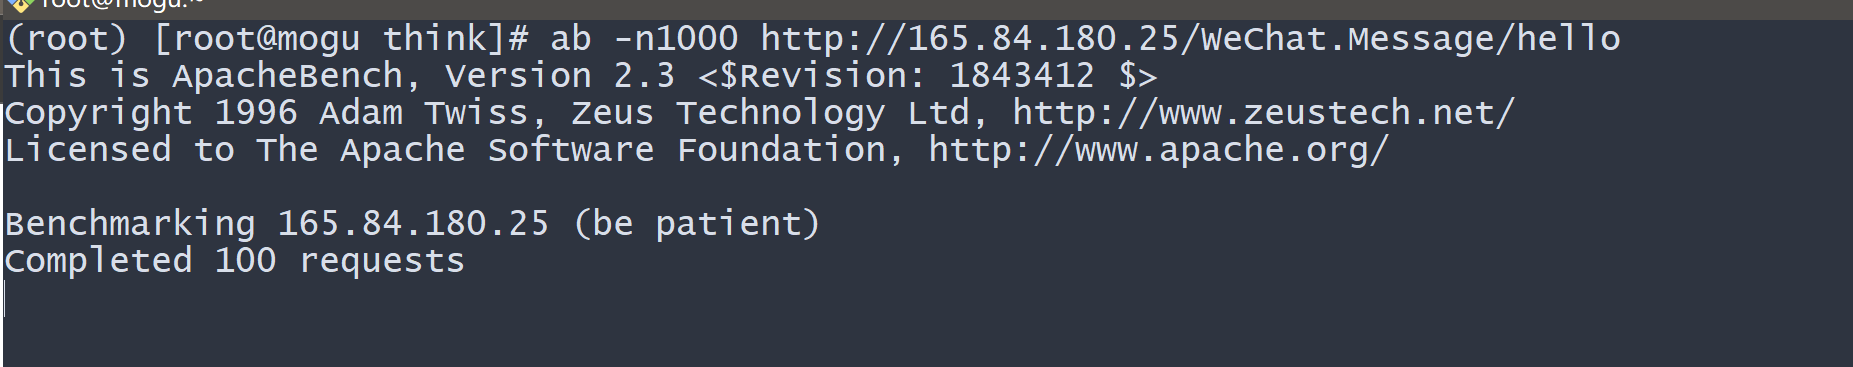 root@mogu:~
(root) [root@mogu think]# ab -n1000 http://165.84.180.25/WeChat.Message/hello
This is ApacheBench, Version 2.3 <$Revision: 1843412 $>
Copyright 1996 Adam Twiss, Zeus Technology Ltd, http://www.zeustech.net/
Licensed to The Apache Software Foundation, http://www.apache.org/
Benchmarking 165.84.180.25 (be patient)
Completed 100 requests